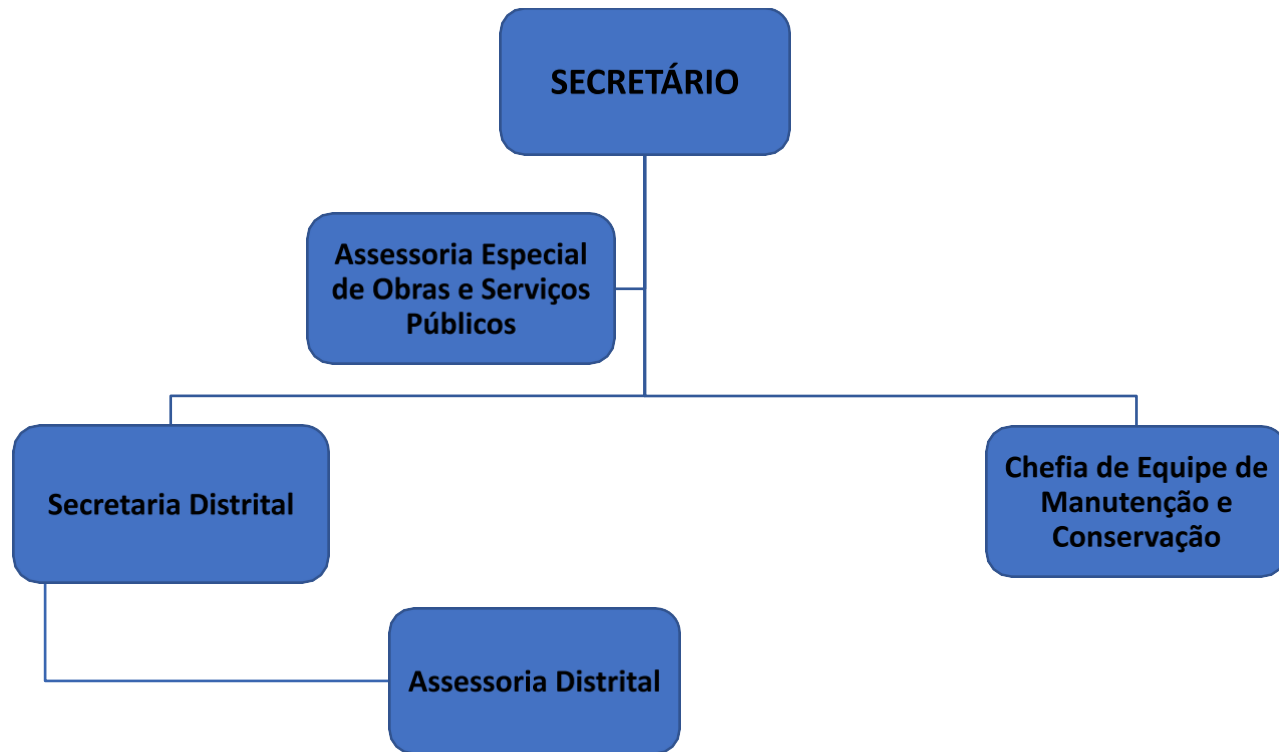 SECRETÁRIO
Assessoria Especial
de Obras e Serviços
Públicos
Secretaria Distrital
Chefia de Equipe de
Manutenção e
Conservação
Assessoria Distrital